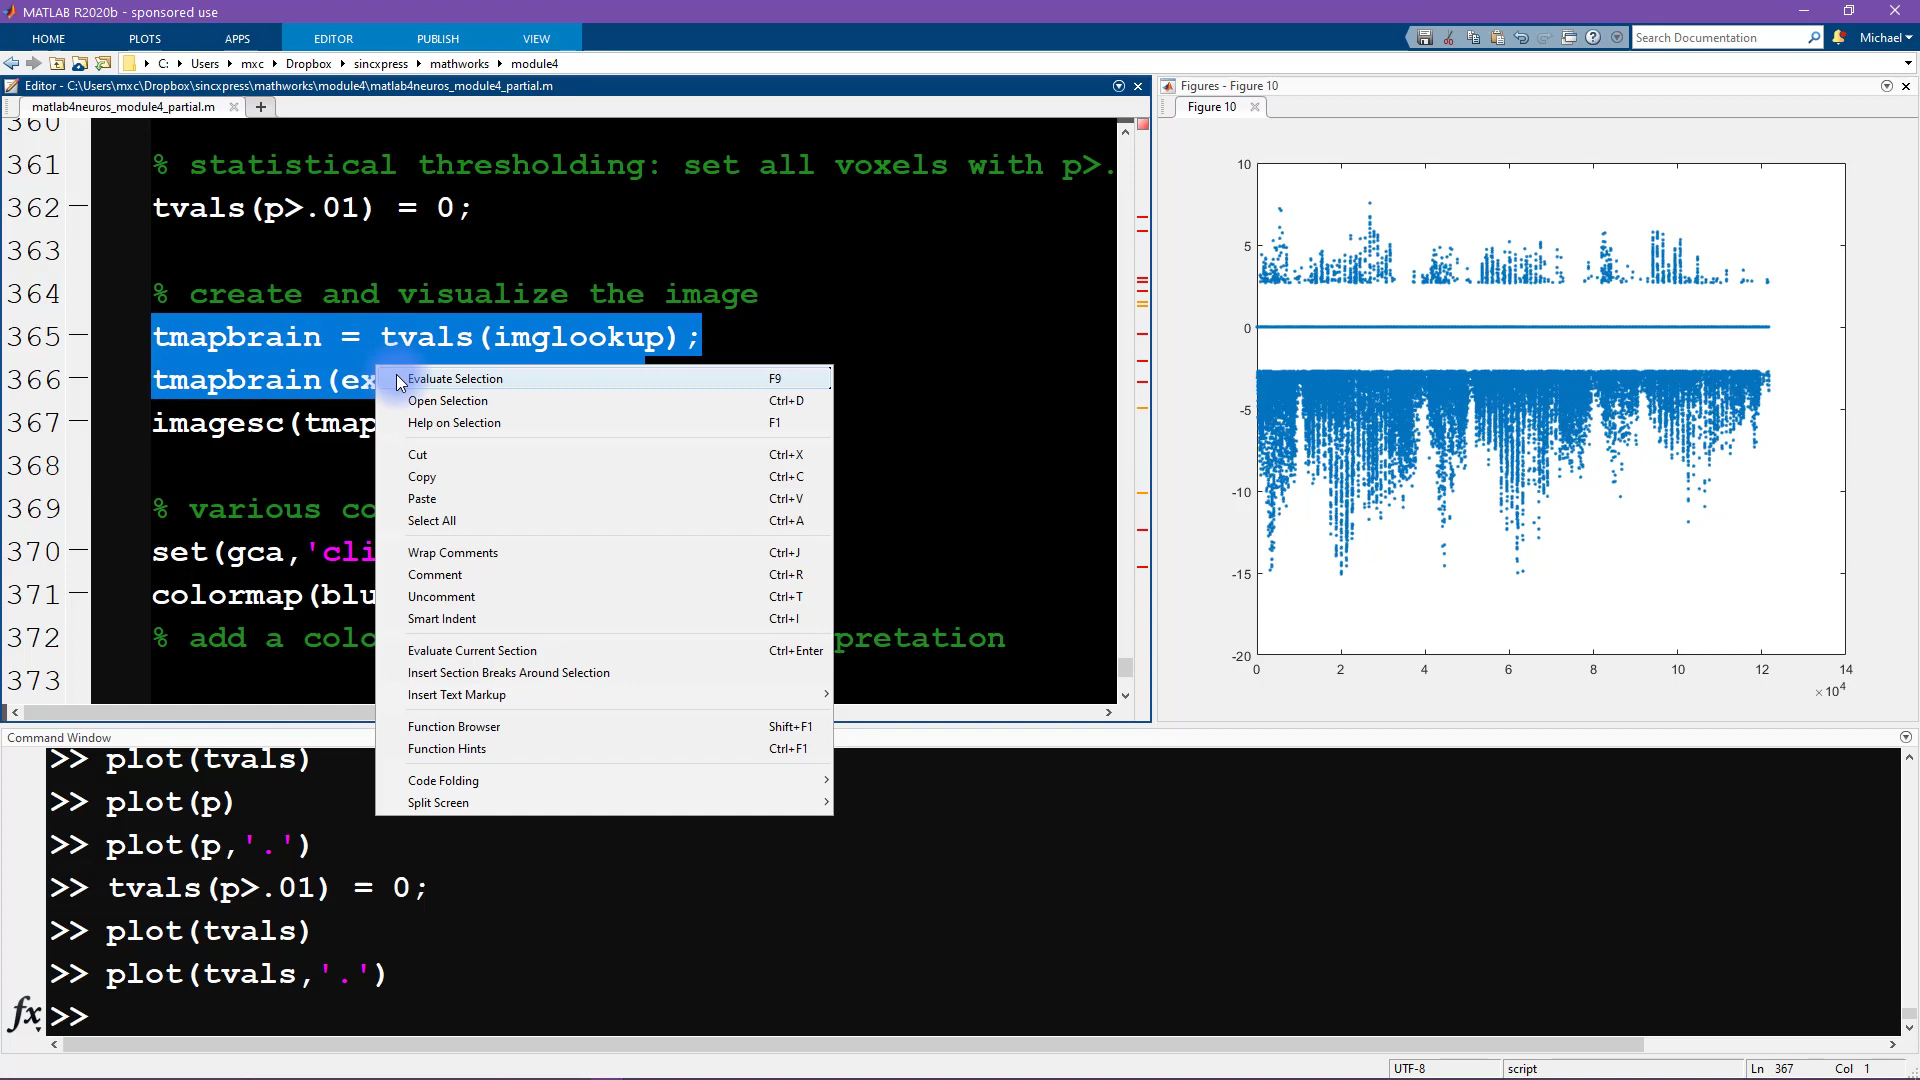 MATLAB R2020b - sponsored use
HOME PLOTS APPS EDITOR PUBLISH VIEW
Search Documentation
Michael
C: Users mxc Dropbox sincxpress mathworks module4
Editor - C:\Users\mxc\Dropbox\sincxpress\mathworks\module4\matlab4neuros_module4_partial.m
matlab4neuros_module4_partial.m
360
361 % statistical thresholding: set all voxels with p>.
362 tvals(p>.01) = 0;
363
364 % create and visualize the image
365 tmapbrain = tvals(imglookup);
366 tmapbrain(ex
367 imagesc(tmap
368
369 % various co
370 set(gca,'cli
371 colormap(blu
372 % add a colo pretation
373
Evaluate Selection F9
Open Selection Ctrl+D
Help on Selection F1
Cut Ctrl+X
Copy Ctrl+C
Paste Ctrl+V
Select All Ctrl+A
Wrap Comments Ctrl+J
Comment Ctrl+R
Uncomment Ctrl+T
Smart Indent Ctrl+I
Evaluate Current Section Ctrl+Enter
Insert Section Breaks Around Selection
Insert Text Markup
Function Browser Shift+F1
Function Hints Ctrl+F1
Code Folding
Split Screen
Figures - Figure 10
Figure 10
10
5
0
-5
-10
-15
-20
0 2 4 6 8 10 12 14
×10⁴
Command Window
>> plot(tvals)
>> plot(p)
>> plot(p,'.')
>> tvals(p>.01) = 0;
>> plot(tvals)
>> plot(tvals,'.')
fx >>
UTF-8 script Ln 367 Col 1